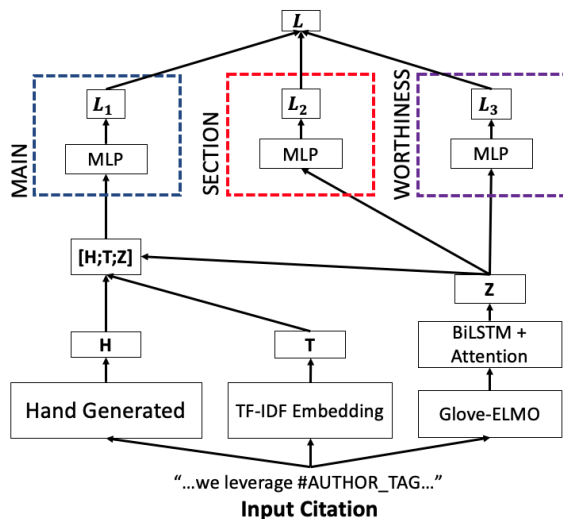 L
L1
L2
L3
MLP
MLP
MLP
MAIN
SECTION
WORTHINESS
[H;T;Z]
Z
H
T
BiLSTM +
Attention
Hand Generated
TF-IDF Embedding
Glove-ELMO
“...we leverage #AUTHOR_TAG...”
Input Citation